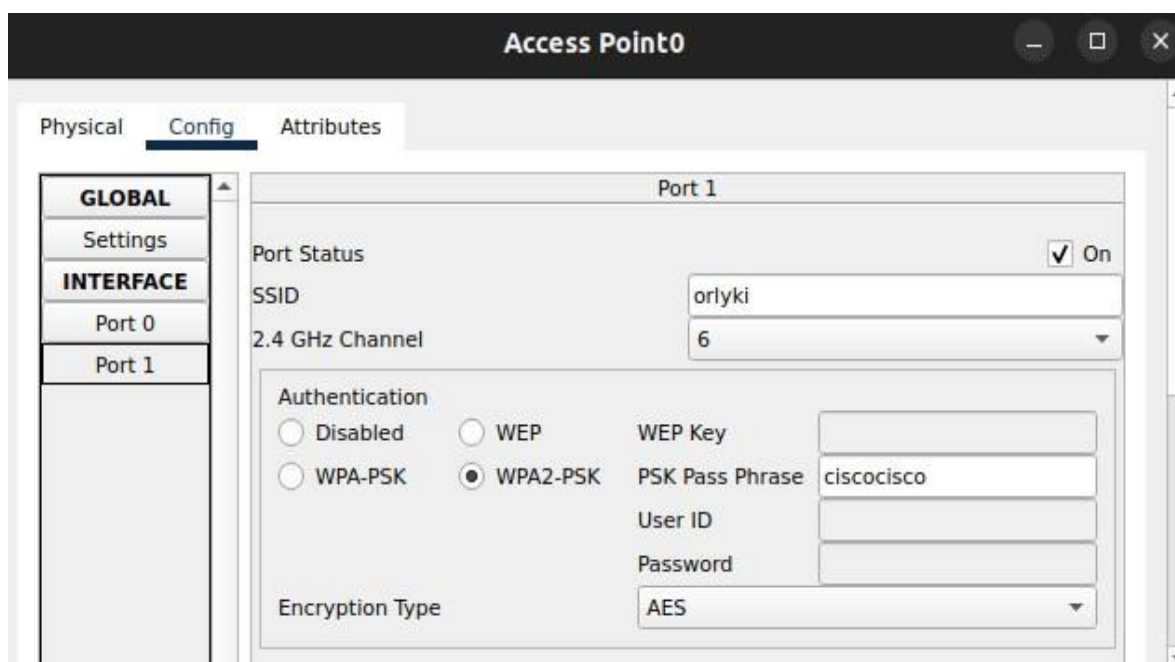 Access Point0
Physical Config Attributes
GLOBAL
Settings
INTERFACE
Port 0
Port 1
Port 1
Port Status On
SSID orlyki
2.4 GHz Channel 6
Authentication
Disabled WEP WEP Key
WPA-PSK WPA2-PSK PSK Pass Phrase ciscocisco
User ID
Password
Encryption Type AES